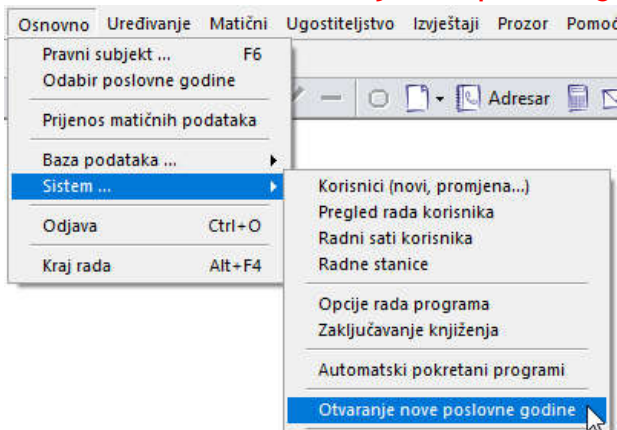 Osnovno Uređivanje Matični Ugostiteljstvo Izvještaji Prozor Pomoć
Pravni subjekt ... F6
Odabir poslovne godine
Prijenos matičnih podataka
Baza podataka ...
Sistem ...
Odjava Ctrl+O
Kraj rada Alt+F4
Adresar
Korisnici (novi, promjena...)
Pregled rada korisnika
Radni sati korisnika
Radne stanice
Opcije rada programa
Zaključavanje knjiženja
Automatski pokretani programi
Otvaranje nove poslovne godine